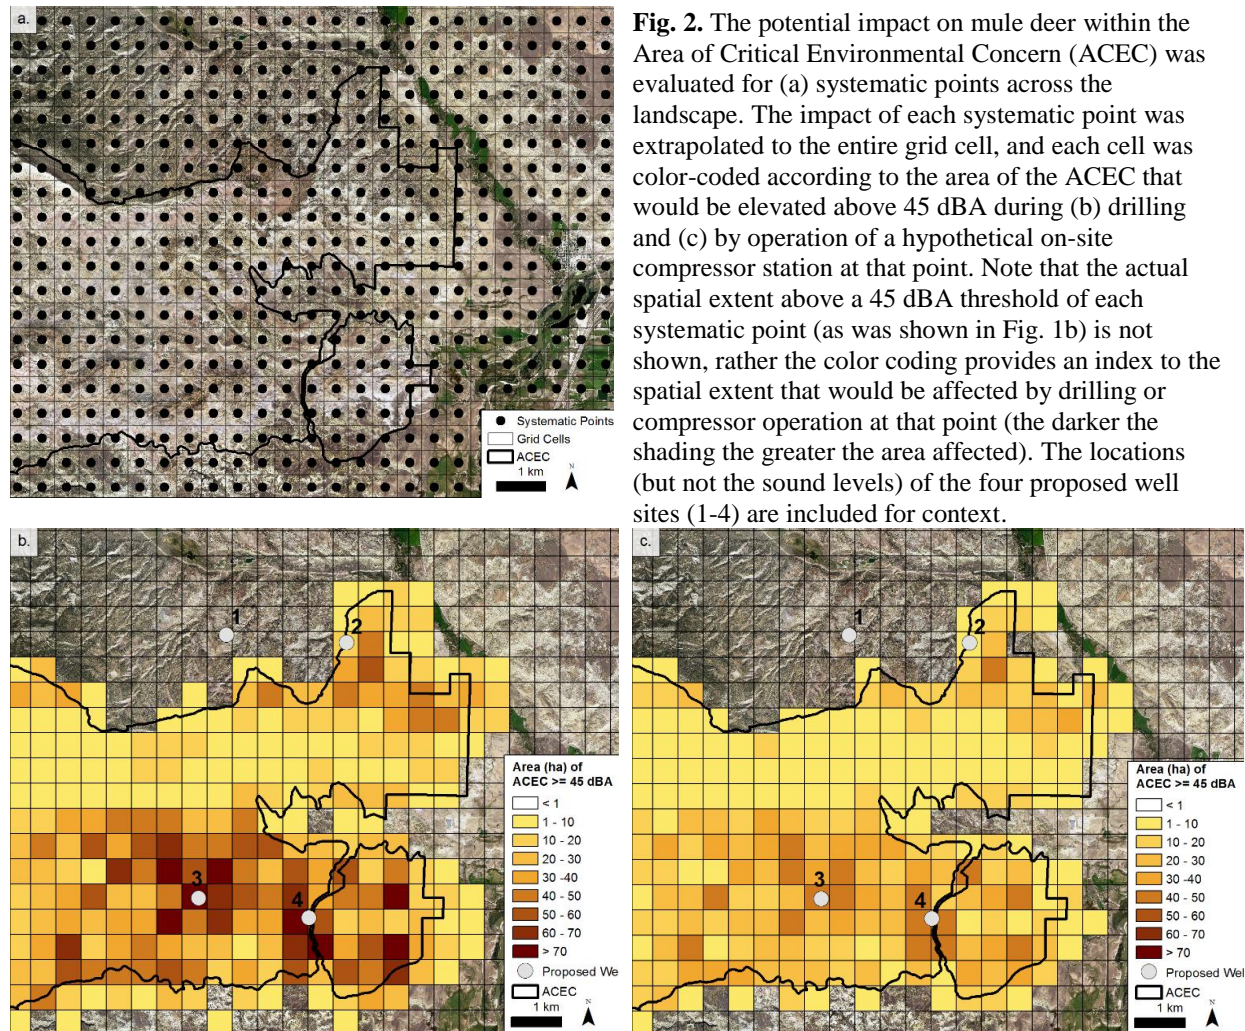 a.
Fig. 2. The potential impact on mule deer within the
Area of Critical Environmental Concern (ACEC) was
evaluated for (a) systematic points across the
landscape. The impact of each systematic point was
extrapolated to the entire grid cell, and each cell was
color-coded according to the area of the ACEC that
would be elevated above 45 dBA during (b) drilling
and (c) by operation of a hypothetical on-site
compressor station at that point. Note that the actual
spatial extent above a 45 dBA threshold of each
systematic point (as was shown in Fig. 1b) is not
shown, rather the color coding provides an index to the
spatial extent that would be affected by drilling or
compressor operation at that point (the darker the
shading the greater the area affected). The locations
(but not the sound levels) of the four proposed well
sites (1-4) are included for context.
Systematic Points
Grid Cells
ACEC
1 km
N
b.
1
2
3
4
Area (ha) of
ACEC >= 45 dBA
< 1
1 - 10
10 - 20
20 - 30
30 -40
40 - 50
50 - 60
60 - 70
> 70
Proposed We
ACEC
1 km
N
c.
1
2
3
4
Area (ha) of
ACEC >= 45 dBA
< 1
1 - 10
10 - 20
20 - 30
30 -40
40 - 50
50 - 60
60 - 70
> 70
Proposed Well
ACEC
1 km
N